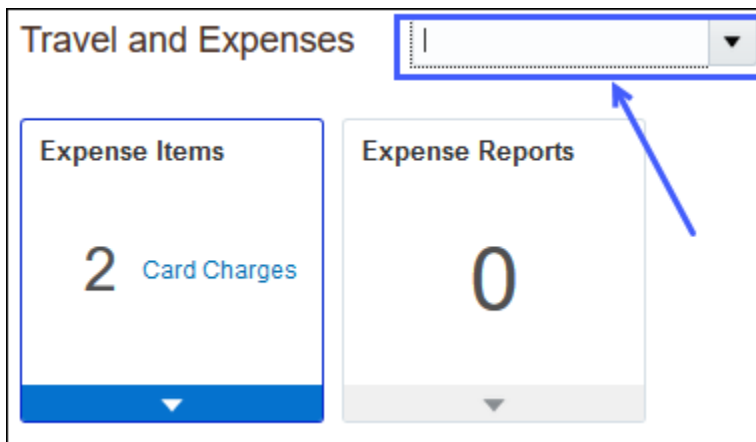 Travel and Expenses
Expense Items
Expense Reports
2 Card Charges
0